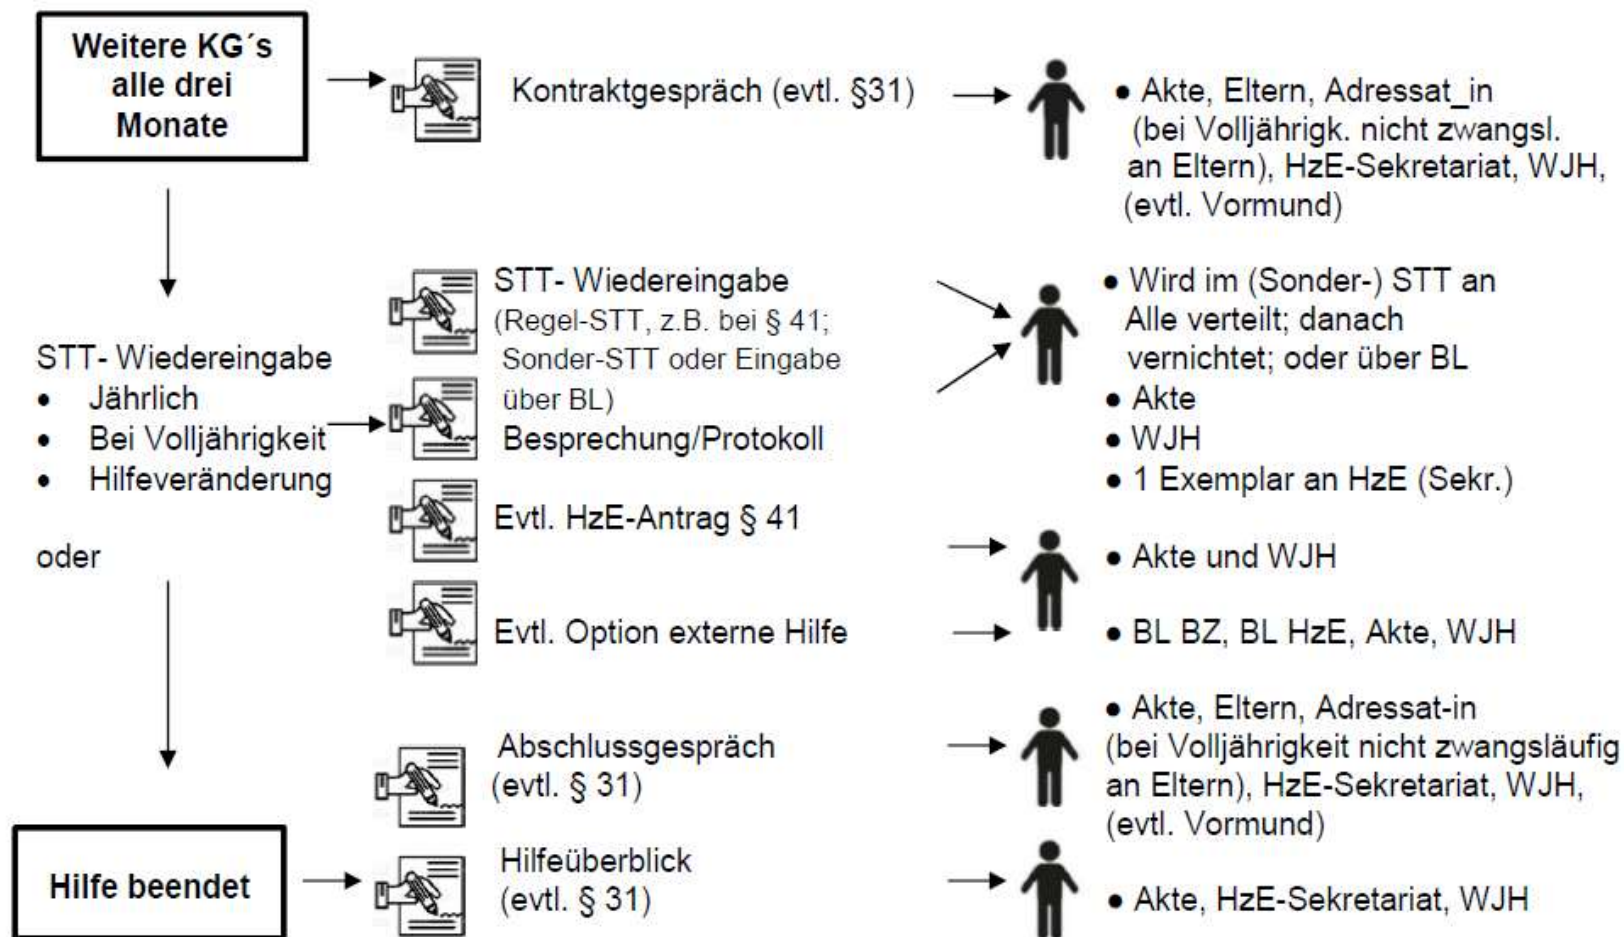 Weitere KG´s
alle drei
Monate
Kontraktgespräch (evtl. §31)
● Akte, Eltern, Adressat_in
(bei Volljährigk. nicht zwangsl.
an Eltern), HzE-Sekretariat, WJH,
(evtl. Vormund)
STT- Wiedereingabe
• Jährlich
• Bei Volljährigkeit
• Hilfeveränderung
oder
STT- Wiedereingabe
(Regel-STT, z.B. bei § 41;
Sonder-STT oder Eingabe
über BL)
Besprechung/Protokoll
● Wird im (Sonder-) STT an
Alle verteilt; danach
vernichtet; oder über BL
● Akte
● WJH
● 1 Exemplar an HzE (Sekr.)
Evtl. HzE-Antrag § 41
● Akte und WJH
Evtl. Option externe Hilfe
● BL BZ, BL HzE, Akte, WJH
Abschlussgespräch
(evtl. § 31)
● Akte, Eltern, Adressat-in
(bei Volljährigkeit nicht zwangsläufig
an Eltern), HzE-Sekretariat, WJH,
(evtl. Vormund)
Hilfe beendet
Hilfeüberblick
(evtl. § 31)
● Akte, HzE-Sekretariat, WJH